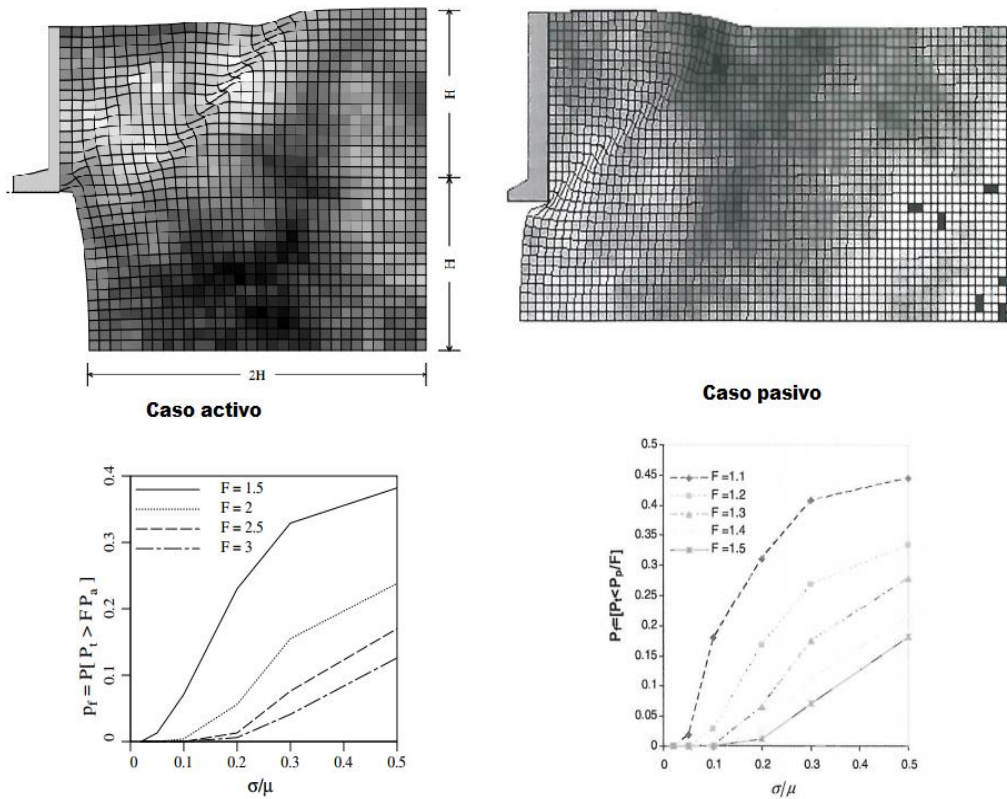 H
H
2H
Caso activo
Caso pasivo
0.4
0.3
0.2
0.1
0
F = 1.5
F = 2
F = 2.5
F = 3
p_f = P[ P_t > F P_a ]
0 0.1 0.2 0.3 0.4 0.5
σ/μ
0.5
0.45
0.4
0.35
0.3
0.25
0.2
0.15
0.1
0.05
0
F =1.1
F =1.2
F =1.3
F =1.4
F =1.5
P_f=[P_t<P_p/F]
0 0.1 0.2 0.3 0.4 0.5
σ/μ